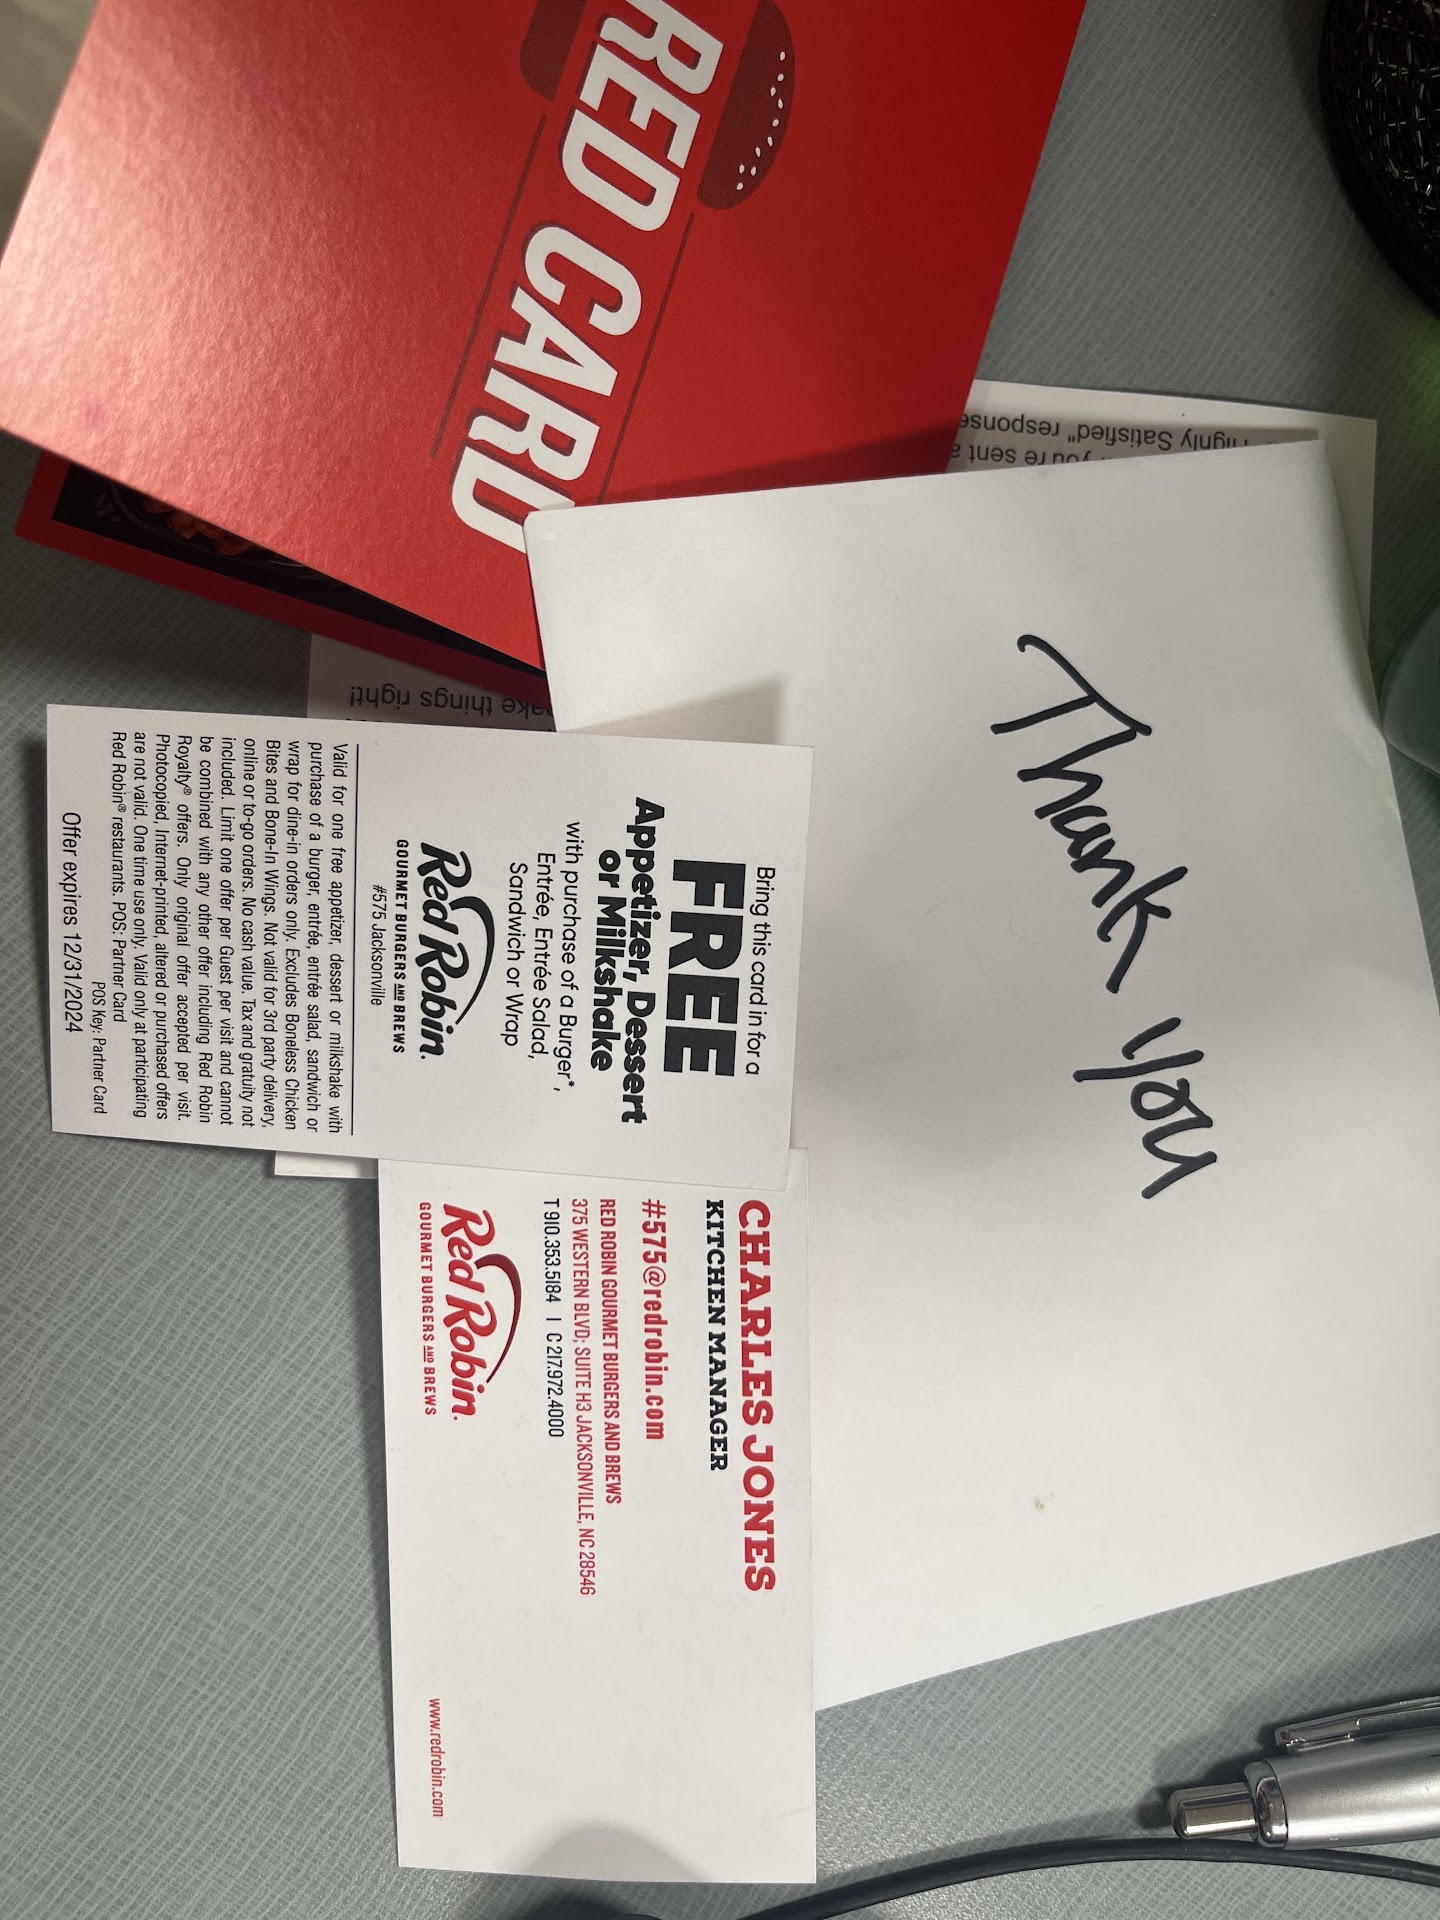 RED CARD
Highly Satisfied" response
you're sent a
make things right!
Thank you
Bring this card in for a
FREE
Appetizer, Dessert
or Milkshake
with purchase of a Burger*,
Entrée, Entrée Salad,
Sandwich or Wrap
Red Robin.
GOURMET BURGERS AND BREWS
#575 Jacksonville
Valid for one free appetizer, dessert or milkshake with
purchase of a burger, entrée, entrée salad, sandwich or
wrap for dine-in orders only. Excludes Boneless Chicken
Bites and Bone-In Wings. Not valid for 3rd party delivery,
online or to-go orders. No cash value. Tax and gratuity not
included. Limit one offer per Guest per visit and cannot
be combined with any other offer including Red Robin
Royalty® offers. Only original offer accepted per visit.
Photocopied, Internet-printed, altered or purchased offers
are not valid. One time use only. Valid only at participating
Red Robin® restaurants. POS: Partner Card
POS Key: Partner Card
Offer expires 12/31/2024
CHARLES JONES
KITCHEN MANAGER
#575@redrobin.com
RED ROBIN GOURMET BURGERS AND BREWS
375 WESTERN BLVD; SUITE H3 JACKSONVILLE, NC 28546
T 910.353.5184 | C 217.972.4000
Red Robin.
GOURMET BURGERS AND BREWS
www.redrobin.com